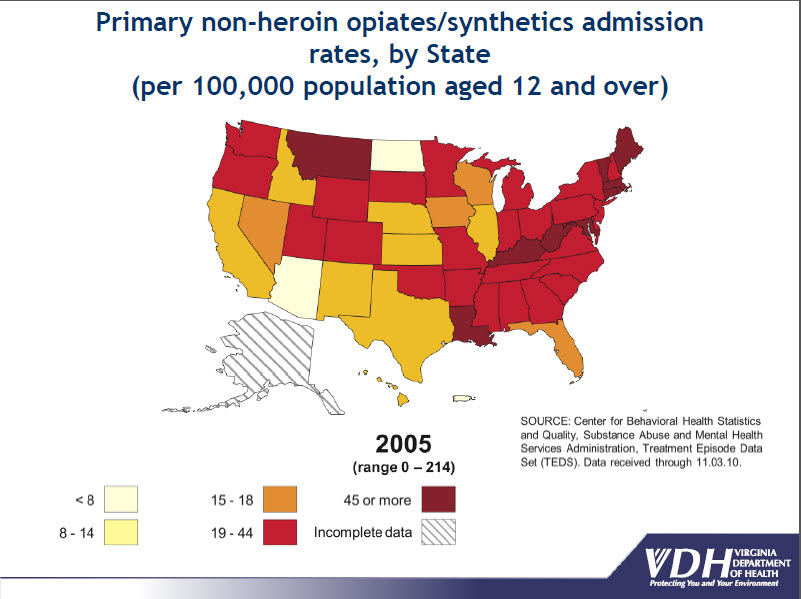 Primary non-heroin opiates/synthetics admission
rates, by State
(per 100,000 population aged 12 and over)
SOURCE: Center for Behavioral Health Statistics
and Quality, Substance Abuse and Mental Health
Services Administration, Treatment Episode Data
Set (TEDS). Data received through 11.03.10.
2005
(range 0 – 214)
< 8
15 - 18
45 or more
8 - 14
19 - 44
Incomplete data
VDH VIRGINIA
DEPARTMENT
OF HEALTH
Protecting You and Your Environment